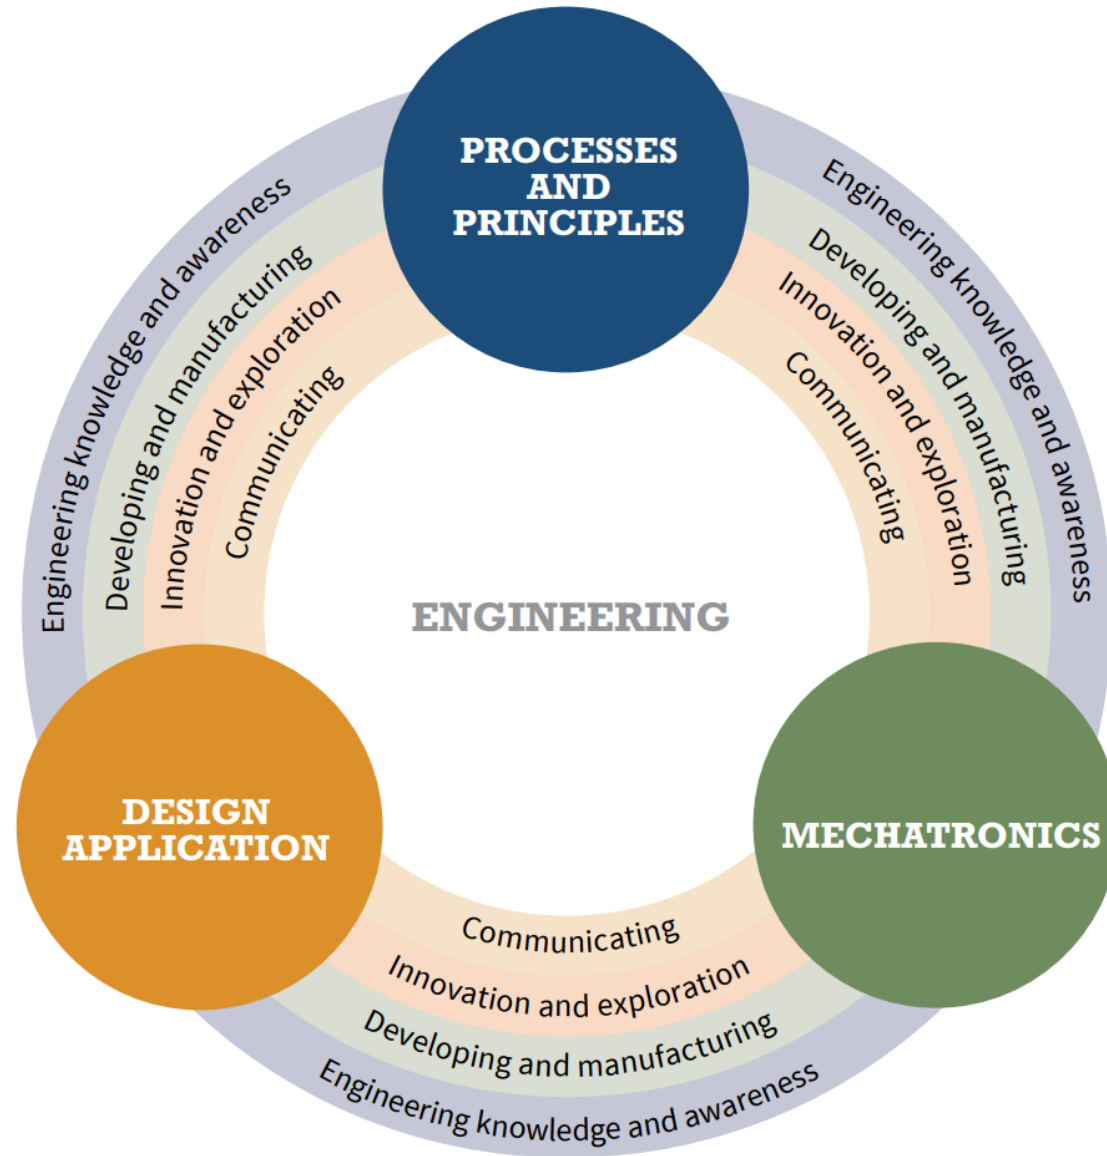 PROCESSES
AND
PRINCIPLES
Engineering knowledge and awareness
Developing and manufacturing
Innovation and exploration
Communicating
Engineering knowledge and awareness
Developing and manufacturing
Innovation and exploration
Communicating
ENGINEERING
DESIGN
APPLICATION
MECHATRONICS
Communicating
Innovation and exploration
Developing and manufacturing
Engineering knowledge and awareness